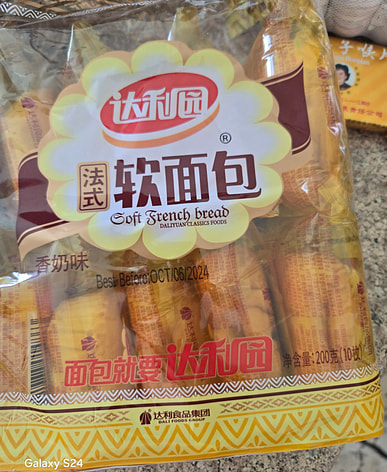 达利园
®
法式
软面包
Soft French bread
DALIYUAN CLASSICS FOODS
香奶味
Best Before:OCT/06/2024
面包就要达利园
净含量:200克(10枚)
达利食品集团
DALI FOODS GROUP
Galaxy S24